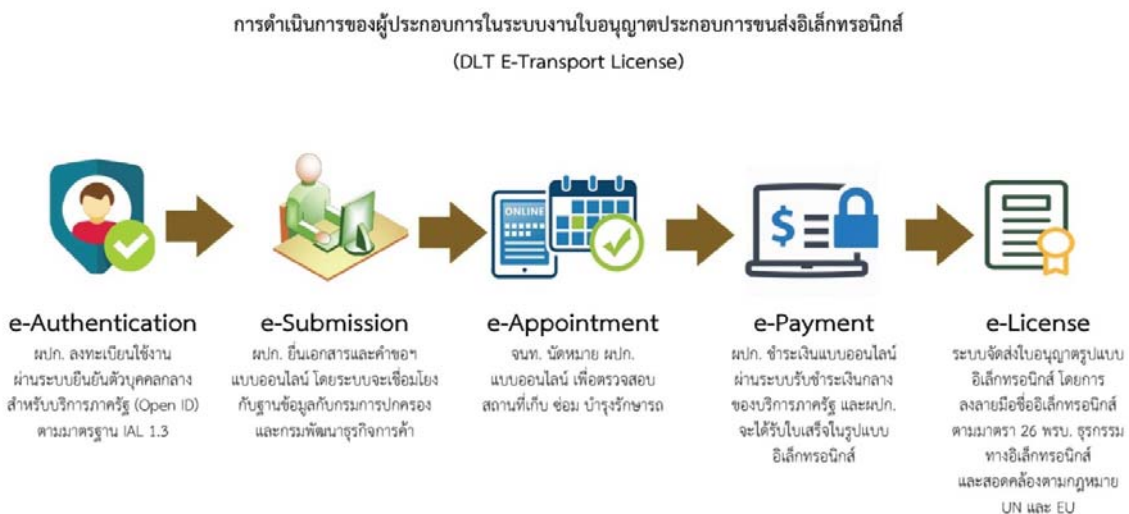 การดำเนินการของผู้ประกอบการในระบบงานใบอนุญาตประกอบการขนส่งอิเล็กทรอนิกส์
(DLT E-Transport License)
ONLINE
$
e-Authentication
ผปก. ลงทะเบียนใช้งาน
ผ่านระบบยืนยันตัวบุคคลกลาง
สำหรับบริการภาครัฐ (Open ID)
ตามมาตรฐาน IAL 1.3
e-Submission
ผปก. ยื่นเอกสารและคำขอฯ
แบบออนไลน์ โดยระบบจะเชื่อมโยง
กับฐานข้อมูลกับกรมการปกครอง
และกรมพัฒนาธุรกิจการค้า
e-Appointment
จนท. นัดหมาย ผปก.
แบบออนไลน์ เพื่อตรวจสอบ
สถานที่เก็บ ซ่อม บำรุงรักษารถ
e-Payment
ผปก. ชำระเงินแบบออนไลน์
ผ่านระบบรับชำระเงินกลาง
ของบริการภาครัฐ และผปก.
จะได้รับใบเสร็จในรูปแบบ
อิเล็กทรอนิกส์
e-License
ระบบจัดส่งใบอนุญาตรูปแบบ
อิเล็กทรอนิกส์ โดยการ
ลงลายมือชื่ออิเล็กทรอนิกส์
ตามมาตรา 26 พรบ. ธุรกรรม
ทางอิเล็กทรอนิกส์
และสอดคล้องตามกฎหมาย
UN และ EU